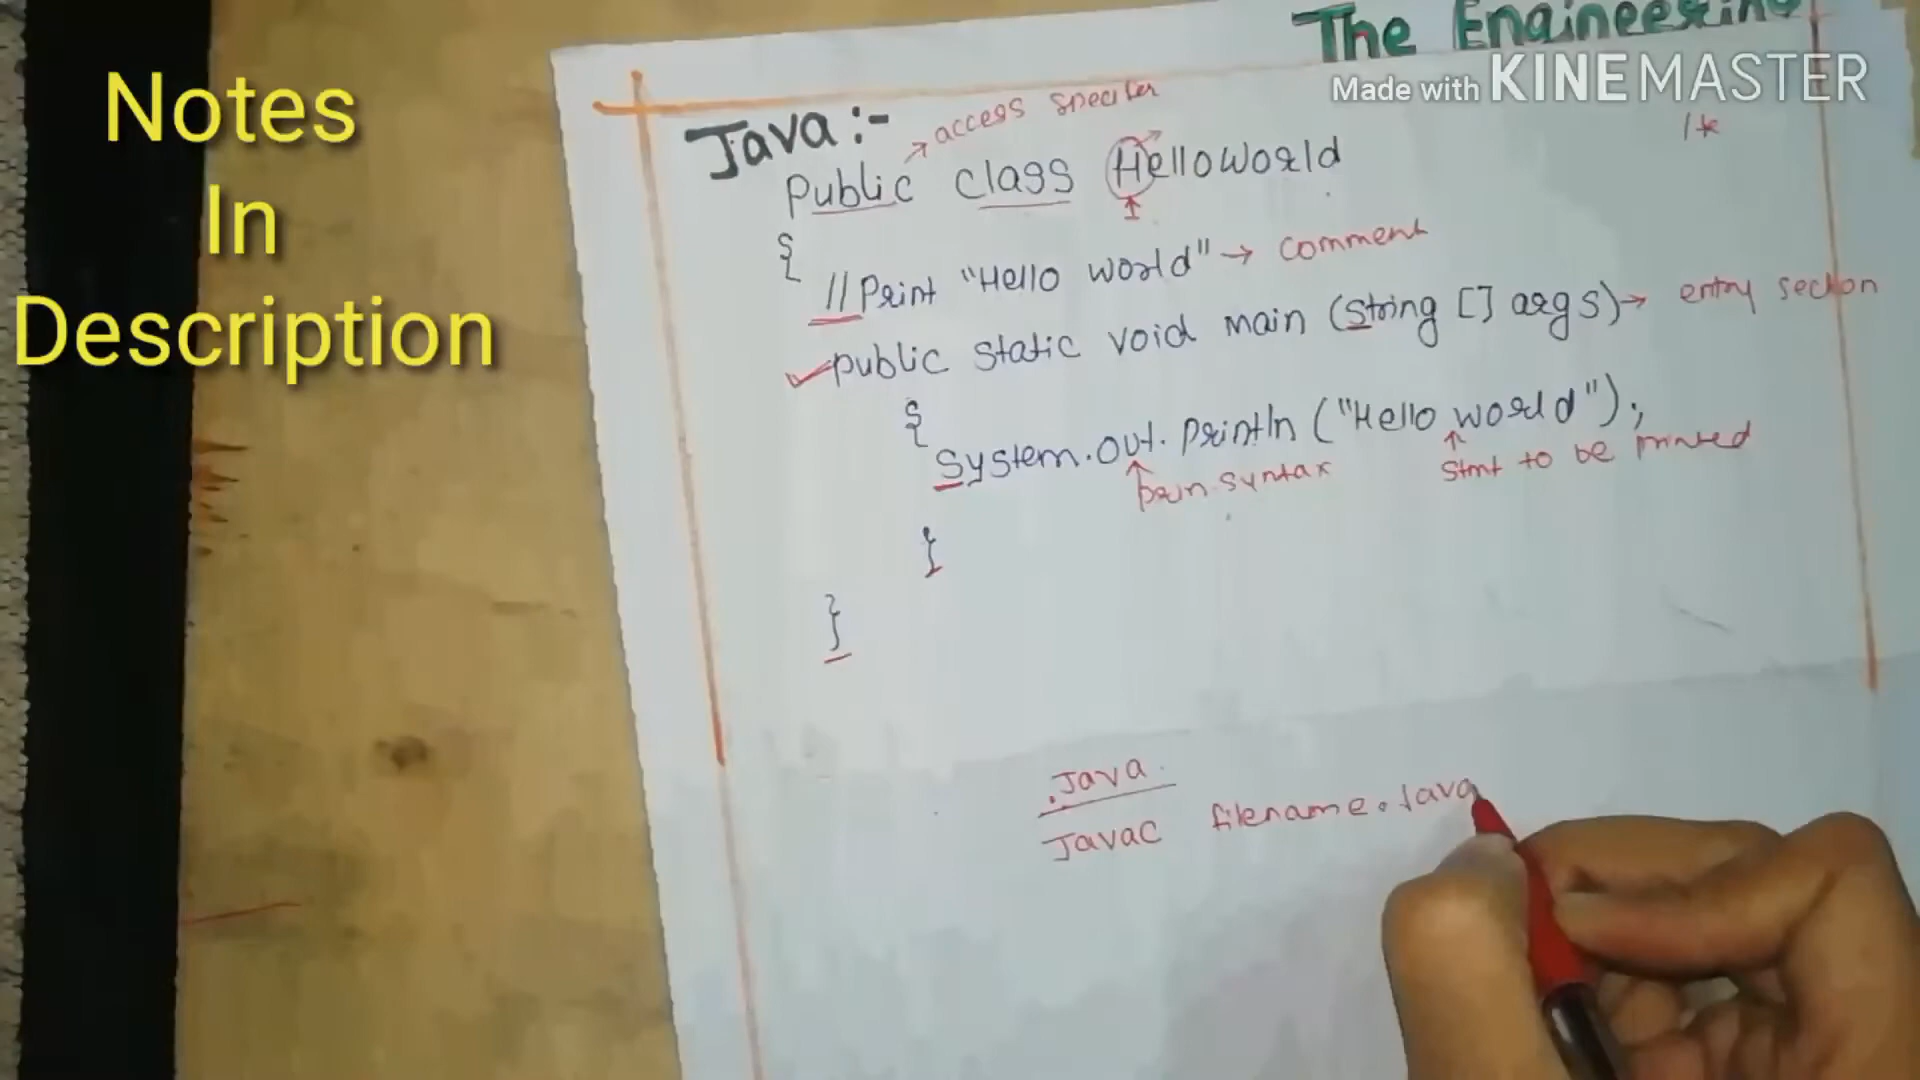 Notes
In
Description
The Engineering
Made with KINEMASTER
Java:-
access specifer
/*
Public class Helloworld
{
//Print "Hello world" → comment
public static void main (String [] args) → entry section
{
System.out.println ("Hello world");
syntax
Stmt to be printed
}
}
.Java
Javac filename.Java